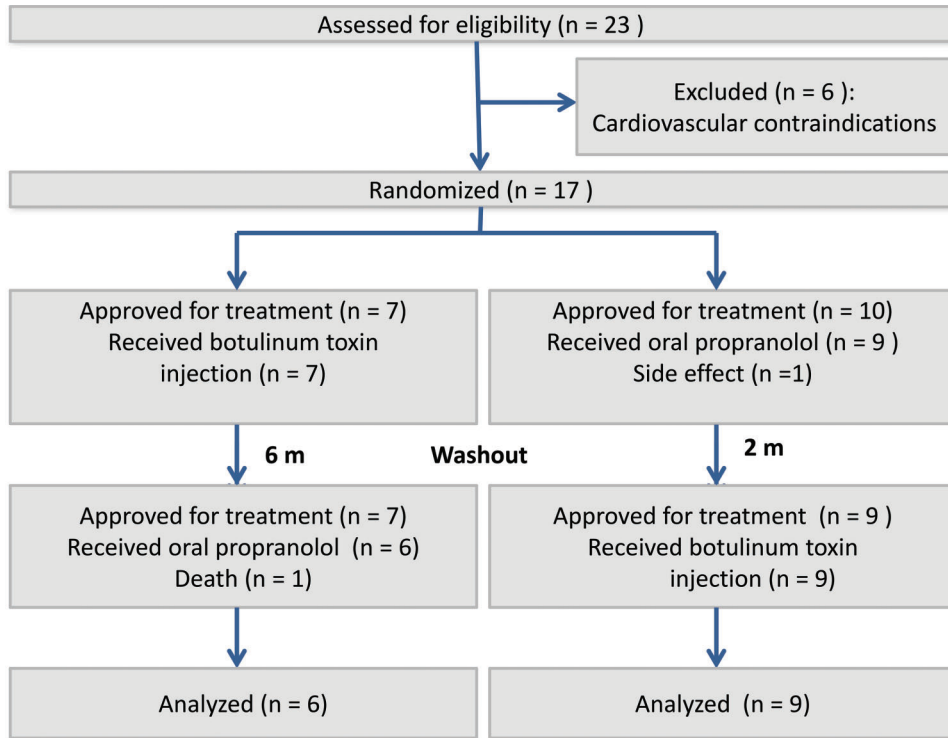 Assessed for eligibility (n = 23 )
Excluded (n = 6 ):
Cardiovascular contraindications
Randomized (n = 17 )
Approved for treatment (n = 7)
Received botulinum toxin
injection (n = 7)
Approved for treatment (n = 10)
Received oral propranolol (n = 9 )
Side effect (n =1)
6 m
Washout
2 m
Approved for treatment (n = 7)
Received oral propranolol (n = 6)
Death (n = 1)
Approved for treatment (n = 9 )
Received botulinum toxin
injection (n = 9)
Analyzed (n = 6)
Analyzed (n = 9)